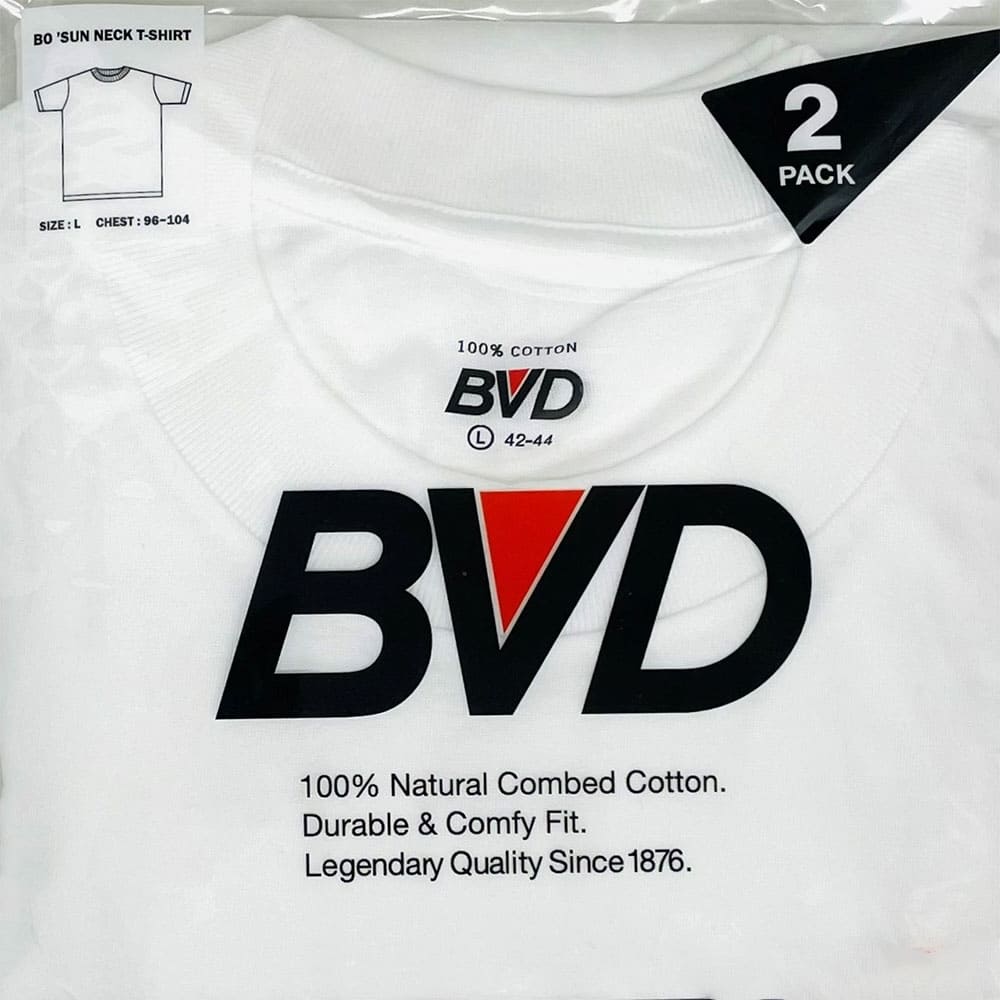 BO 'SUN NECK T-SHIRT
SIZE : L CHEST : 96-104
2
PACK
100% COTTON
BVD
L 42-44
BVD
100% Natural Combed Cotton.
Durable & Comfy Fit.
Legendary Quality Since 1876.